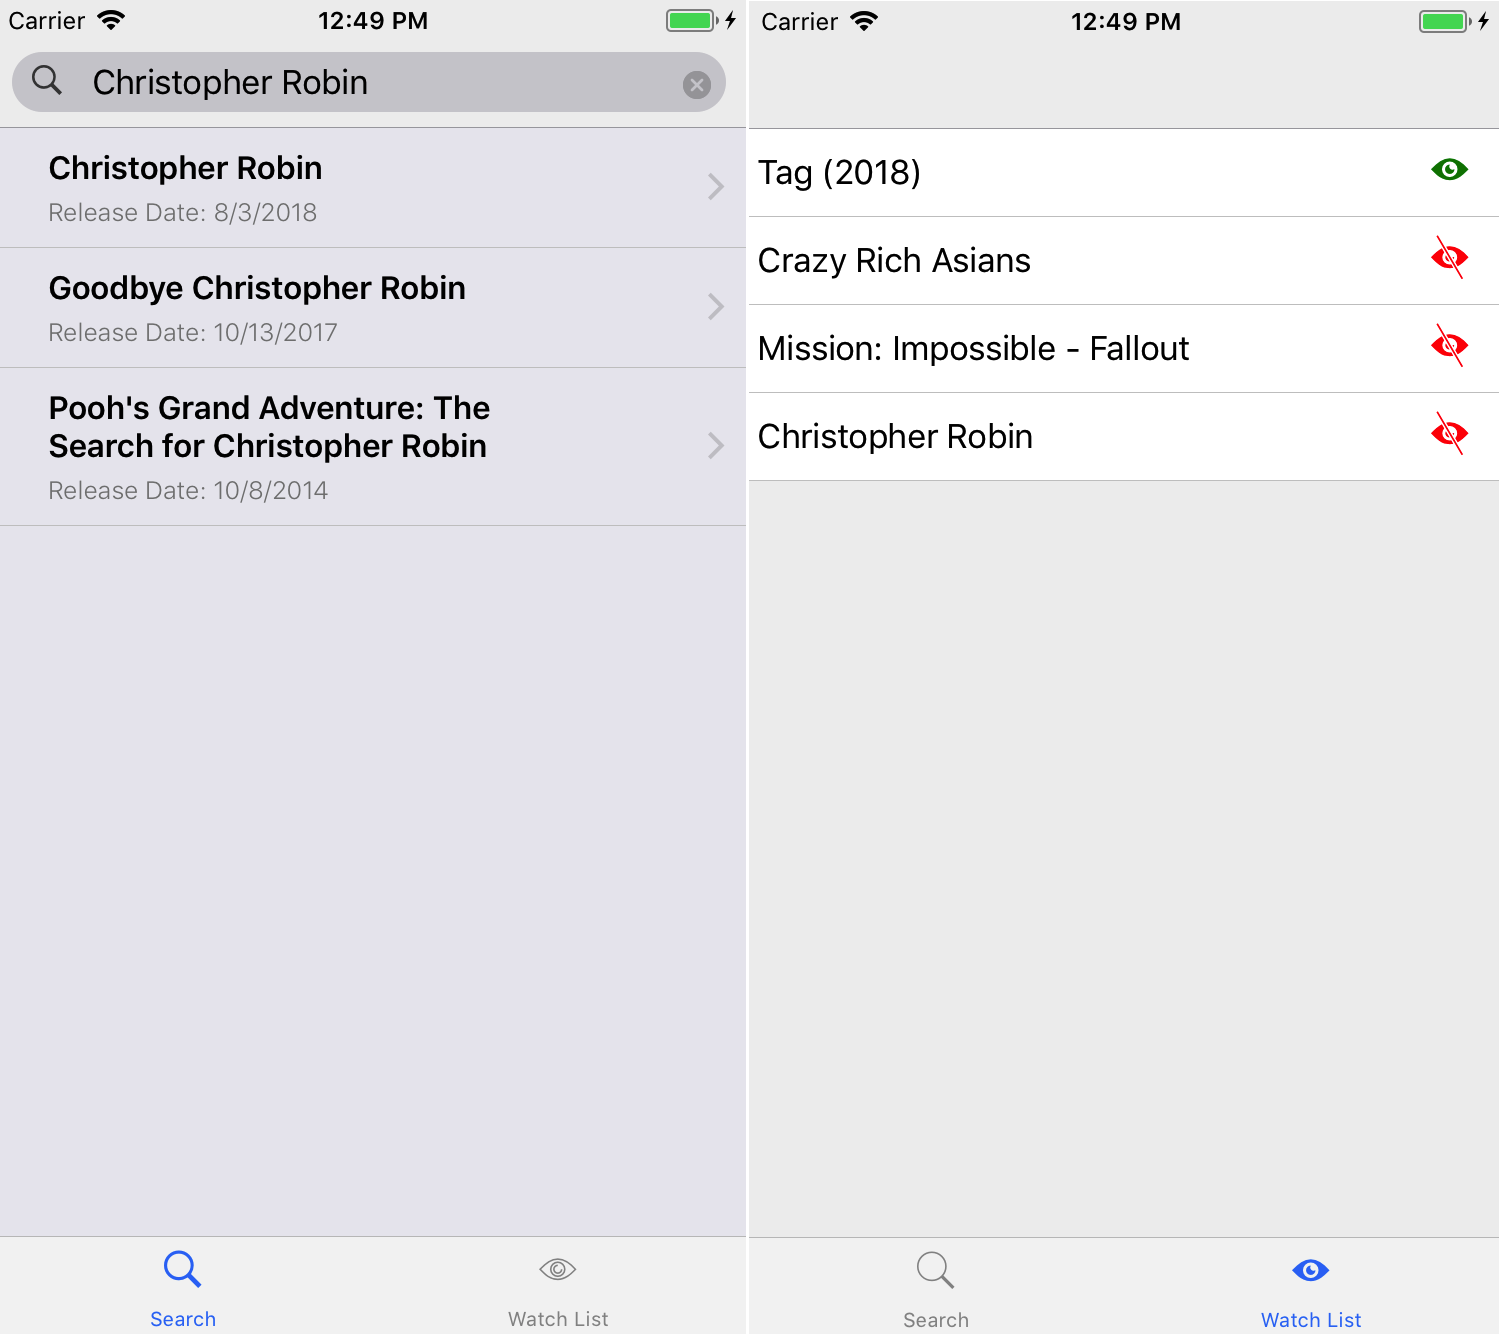 Carrier 12:49 PM
Christopher Robin
Christopher Robin
Release Date: 8/3/2018
Goodbye Christopher Robin
Release Date: 10/13/2017
Pooh's Grand Adventure: The
Search for Christopher Robin
Release Date: 10/8/2014
Search Watch List
Carrier 12:49 PM
Tag (2018)
Crazy Rich Asians
Mission: Impossible - Fallout
Christopher Robin
Search Watch List